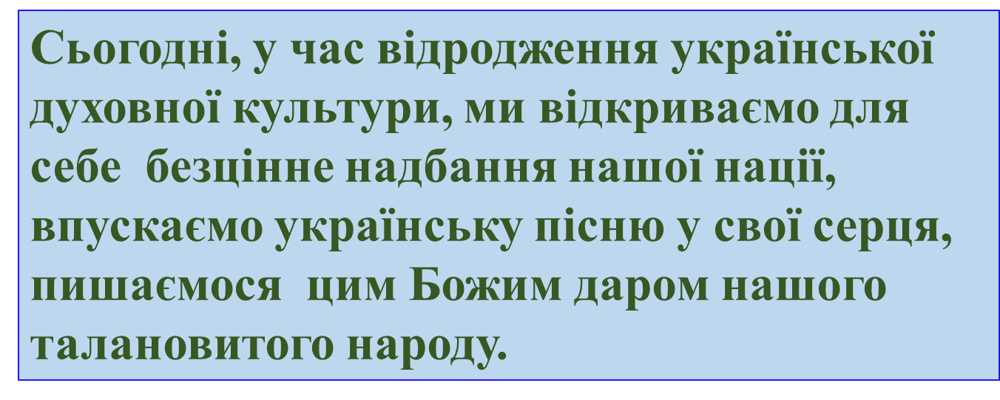 Сьогодні, у час відродження української
духовної культури, ми відкриваємо для
себе  безцінне надбання нашої нації,
впускаємо українську пісню у свої серця,
пишаємося  цим Божим даром нашого
талановитого народу.